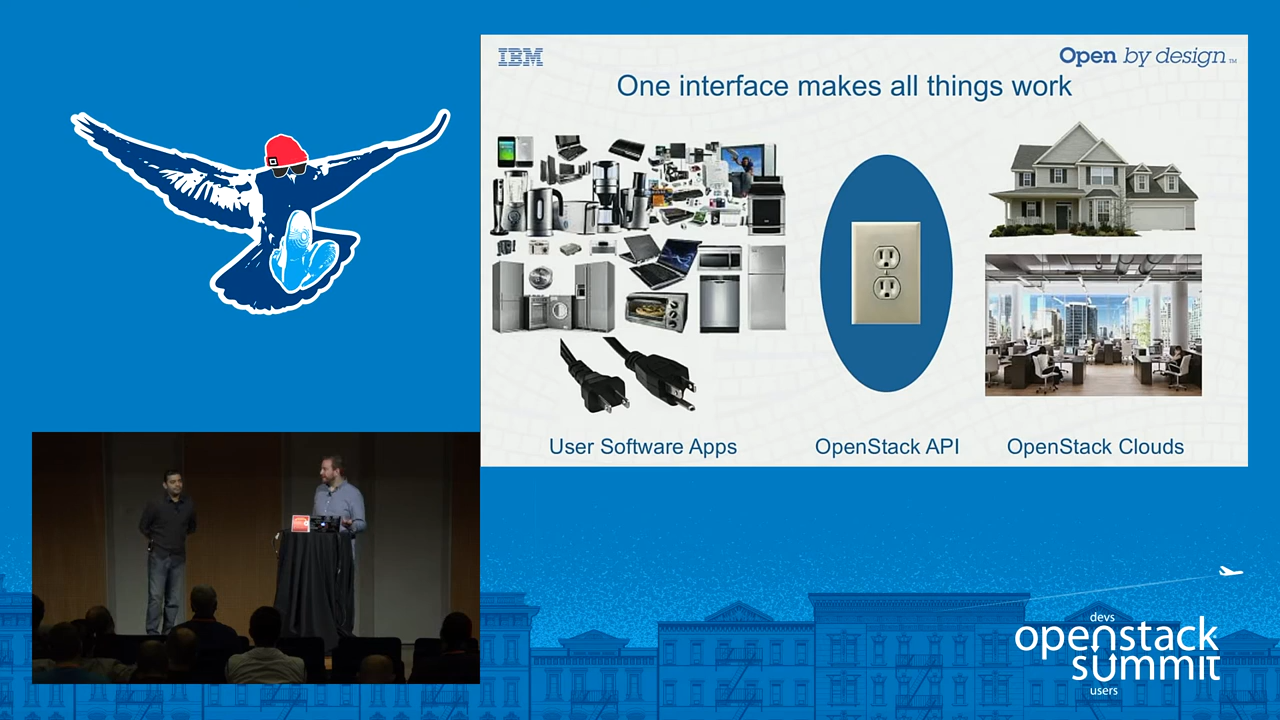 IBM
Open by design™
One interface makes all things work
User Software Apps
OpenStack API
OpenStack Clouds
devs
openstack
summit
users